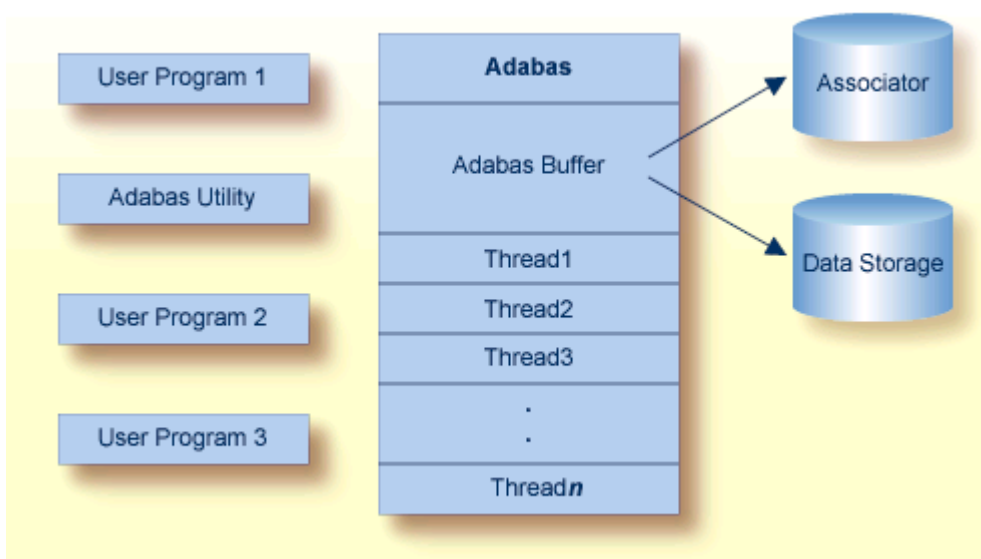 User Program 1
Adabas Utility
User Program 2
User Program 3
Adabas
Adabas Buffer
Thread1
Thread2
Thread3
.
.
Threadn
Associator
Data Storage